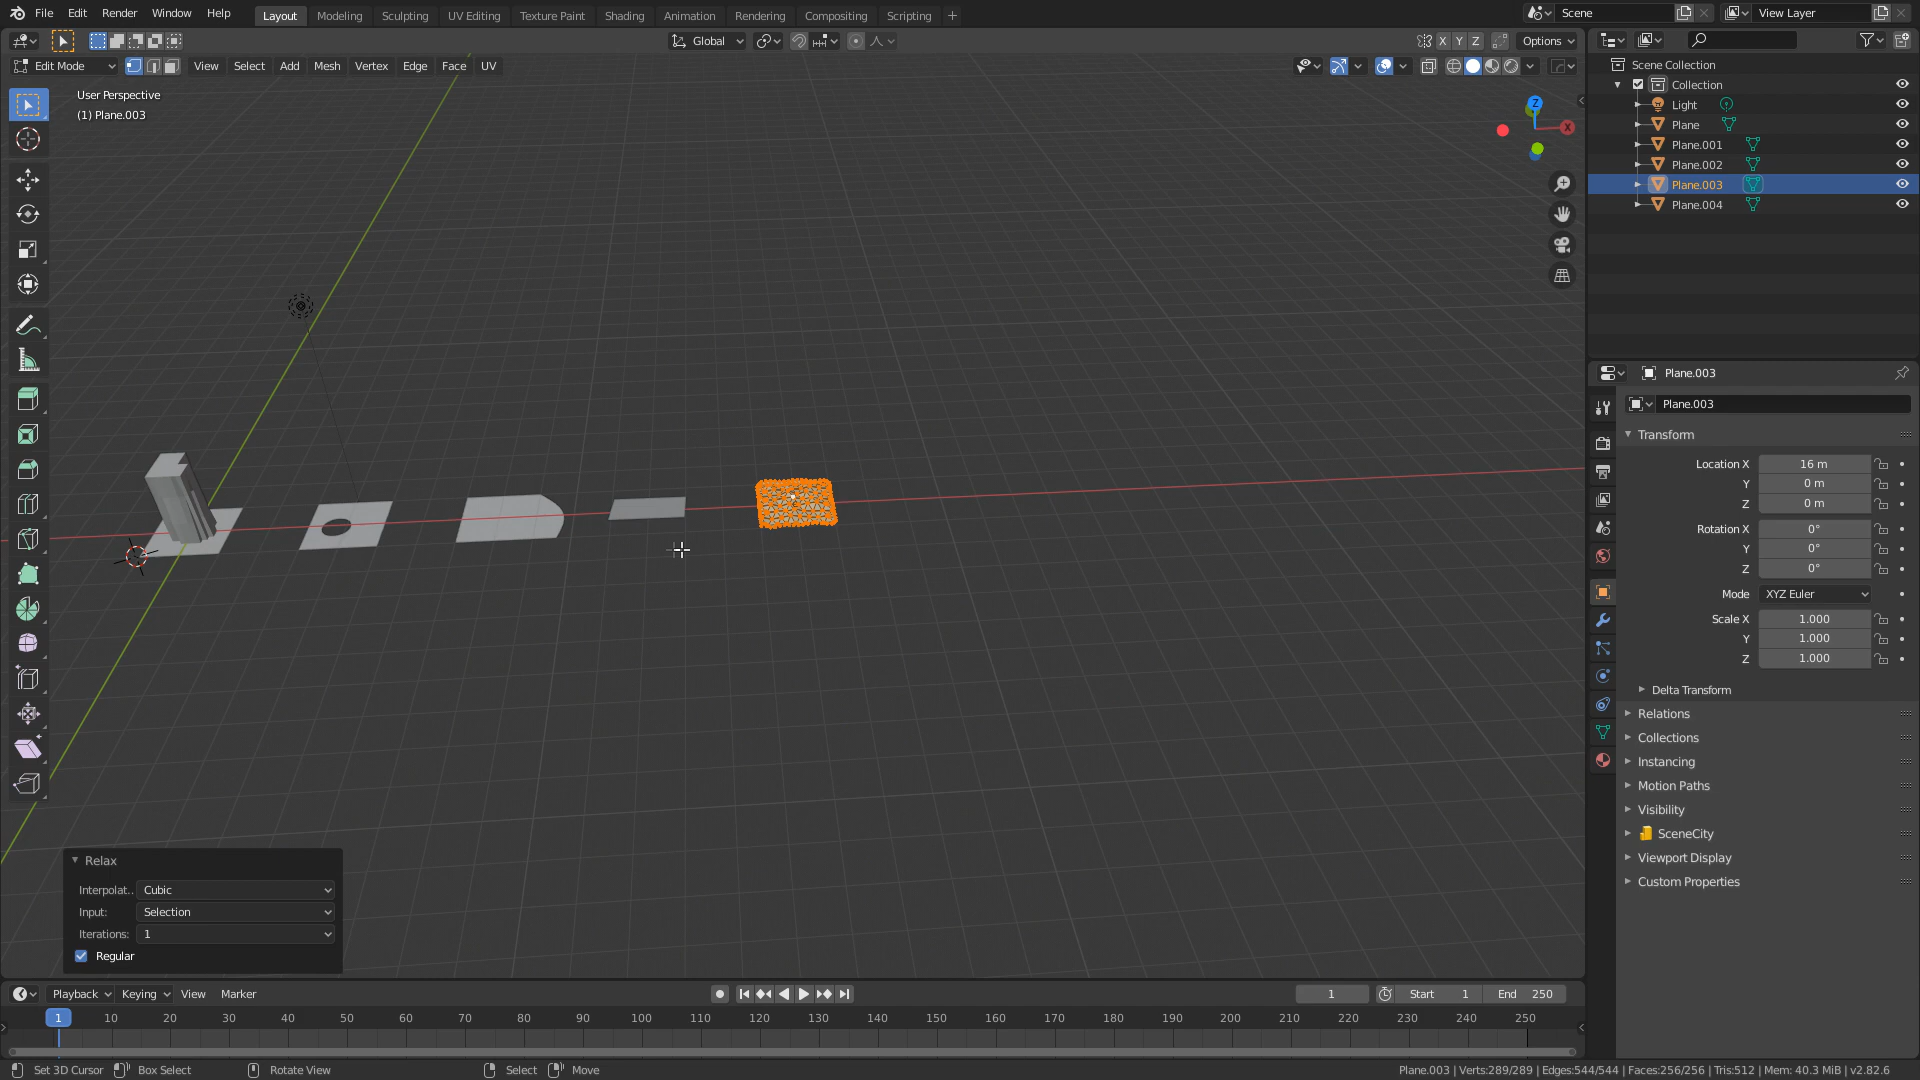 File Edit Render Window Help Layout Modeling Sculpting UV Editing Texture Paint Shading Animation Rendering Compositing Scripting + Scene View Layer
Global X Y Z Options
Edit Mode View Select Add Mesh Vertex Edge Face UV
User Perspective
(1) Plane.003
Z
X
Scene Collection
Collection
Light
Plane
Plane.001
Plane.002
Plane.003
Plane.004
Plane.003
Plane.003
Transform
Location X 16 m
Y 0 m
Z 0 m
Rotation X 0°
Y 0°
Z 0°
Mode XYZ Euler
Scale X 1.000
Y 1.000
Z 1.000
Delta Transform
Relations
Collections
Instancing
Motion Paths
Visibility
SceneCity
Viewport Display
Custom Properties
Relax
Interpolat.. Cubic
Input: Selection
Iterations: 1
Regular
Playback Keying View Marker 1 Start 1 End 250
1 10 20 30 40 50 60 70 80 90 100 110 120 130 140 150 160 170 180 190 200 210 220 230 240 250
Set 3D Cursor Box Select Rotate View Select Move Plane.003 | Verts:289/289 | Edges:544/544 | Faces:256/256 | Tris:512 | Mem: 40.3 MiB | v2.82.6